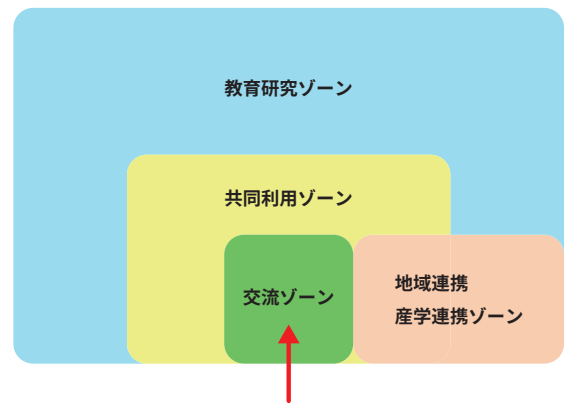 教育研究ゾーン
共同利用ゾーン
交流ゾーン
地域連携
産学連携ゾーン